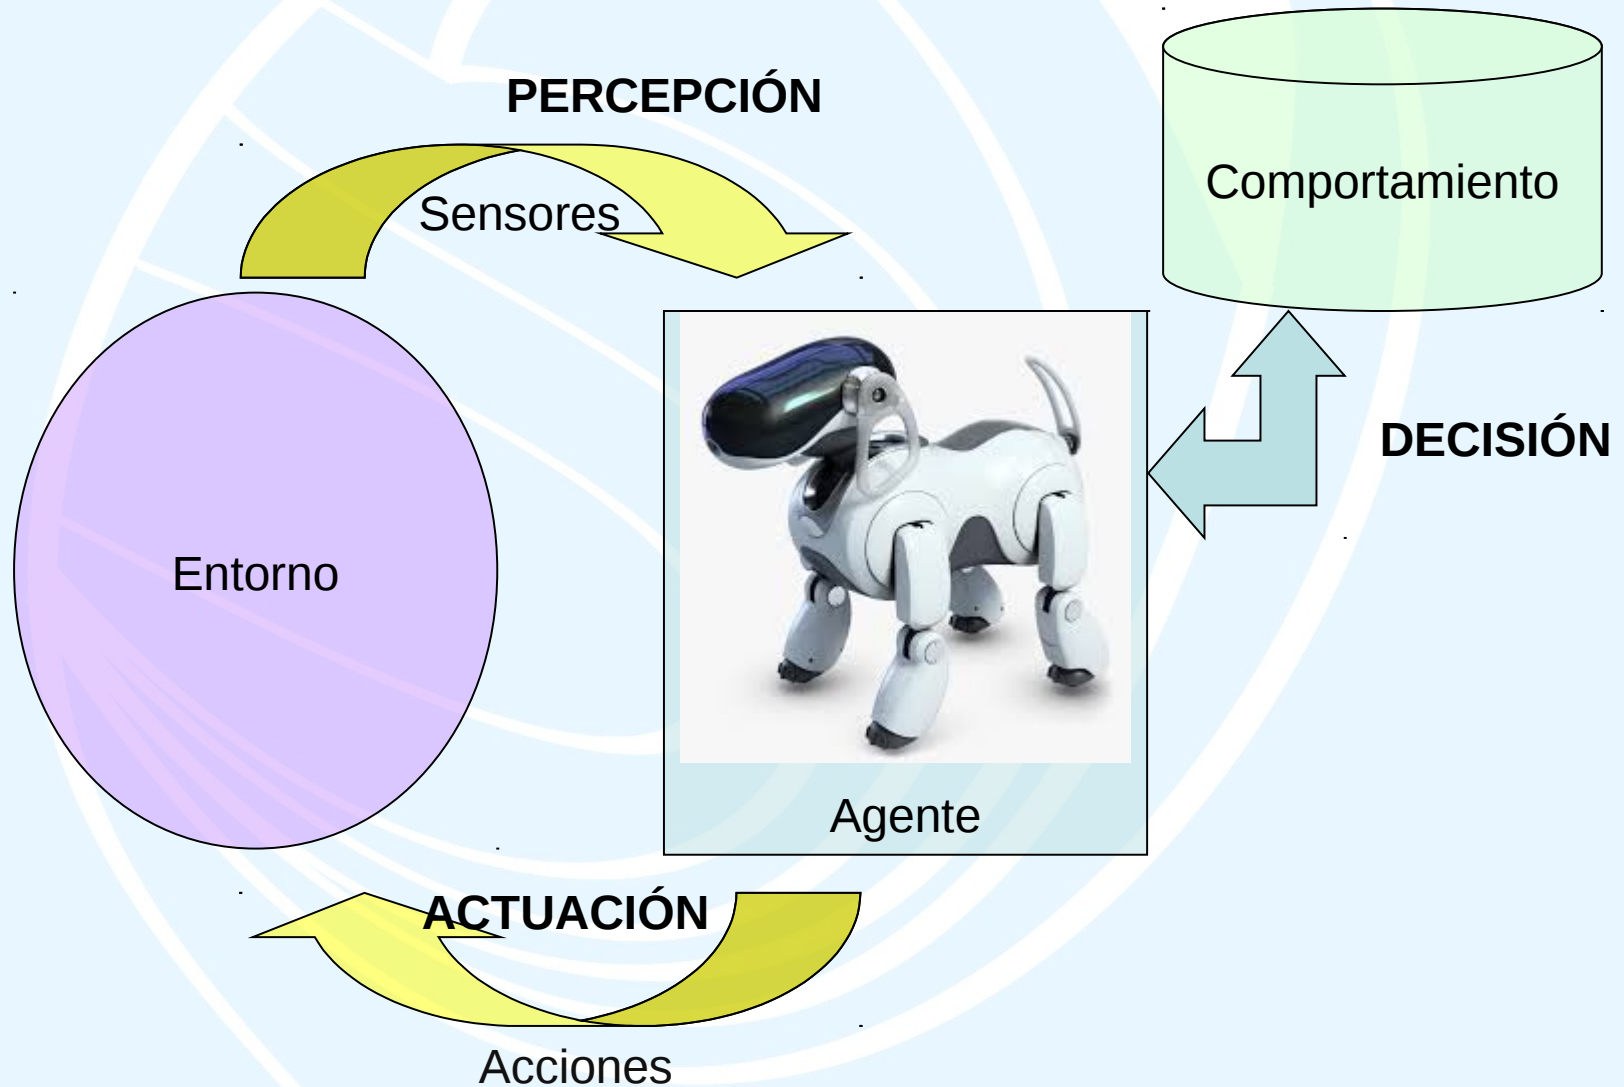 PERCEPCIÓN
Sensores
Comportamiento
DECISIÓN
Entorno
Agente
ACTUACIÓN
Acciones